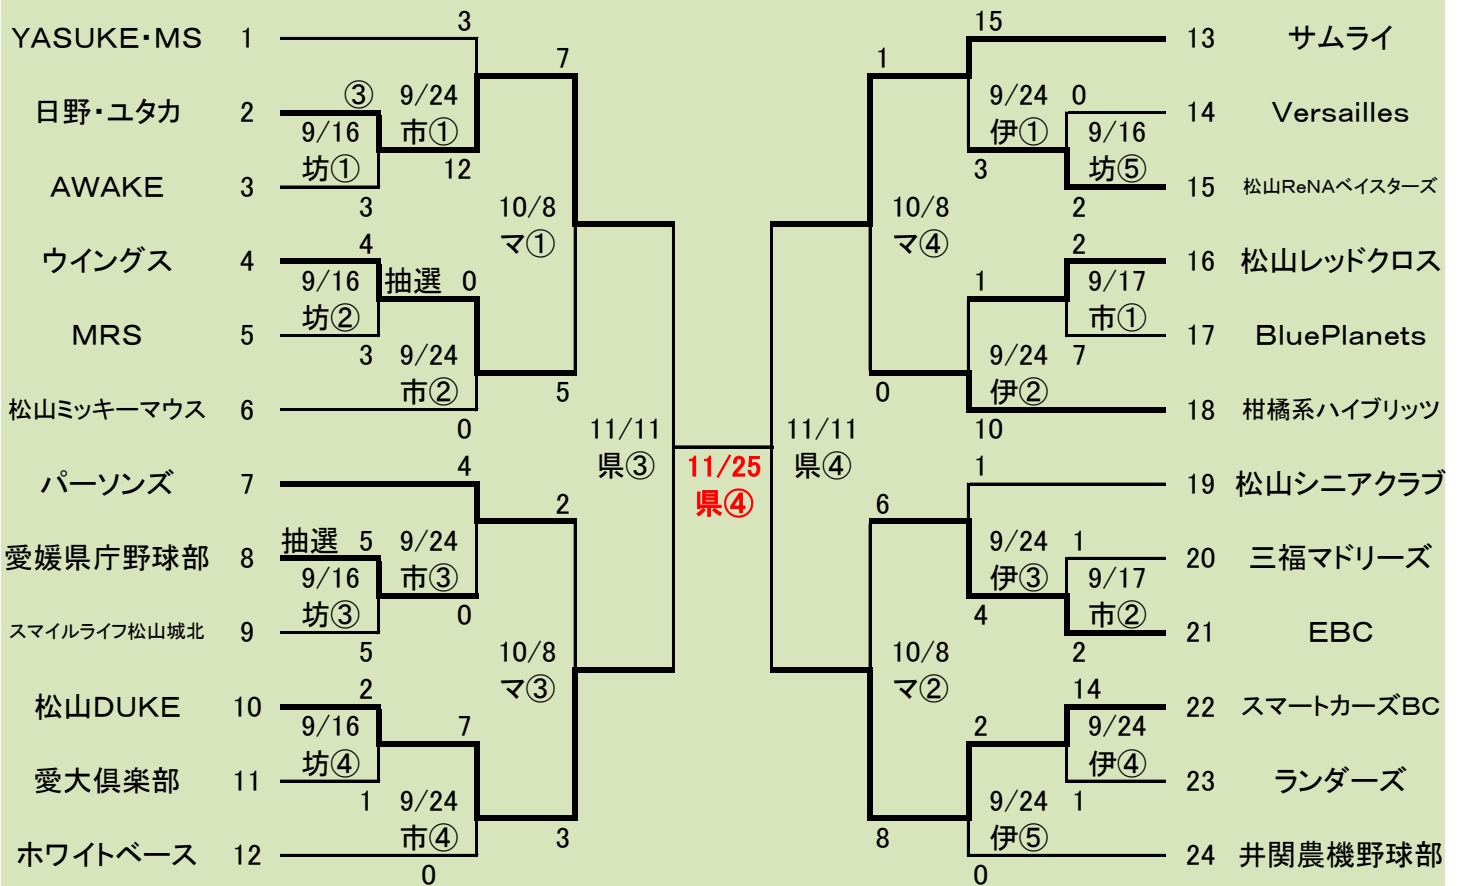 3
15
YASUKE・MS 1
13 サムライ
7
1
③ 9/24
9/24 0
日野・ユタカ 2
14 Versailles
9/16 市①
伊① 9/16
坊①
坊⑤
12
3
AWAKE 3
15 松山ReNAベイスターズ
3
2
10/8
10/8
マ①
マ④
4
2
ウイングス 4
16 松山レッドクロス
9/16 抽選 0
1 9/17
坊②
市①
MRS 5
17 BluePlanets
3 9/24
9/24 7
市②
伊②
5
0
松山ミッキーマウス 6
18 柑橘系ハイブリッツ
0
10
11/11
11/11
県③
県④
11/25
県④
4
1
パーソンズ 7
19 松山シニアクラブ
2
6
抽選 5 9/24
9/24 1
愛媛県庁野球部 8
20 三福マドリーズ
9/16 市③
伊③ 9/17
坊③
市②
0
4
スマイルライフ松山城北 9
21 EBC
5
2
10/8
10/8
マ③
マ②
2
14
松山DUKE 10
22 スマートカーズBC
9/16 7
2 9/24
坊④
伊④
愛大倶楽部 11
23 ランダーズ
1 9/24
9/24 1
市④
伊⑤
3
8
ホワイトベース 12
24 井関農機野球部
0
0